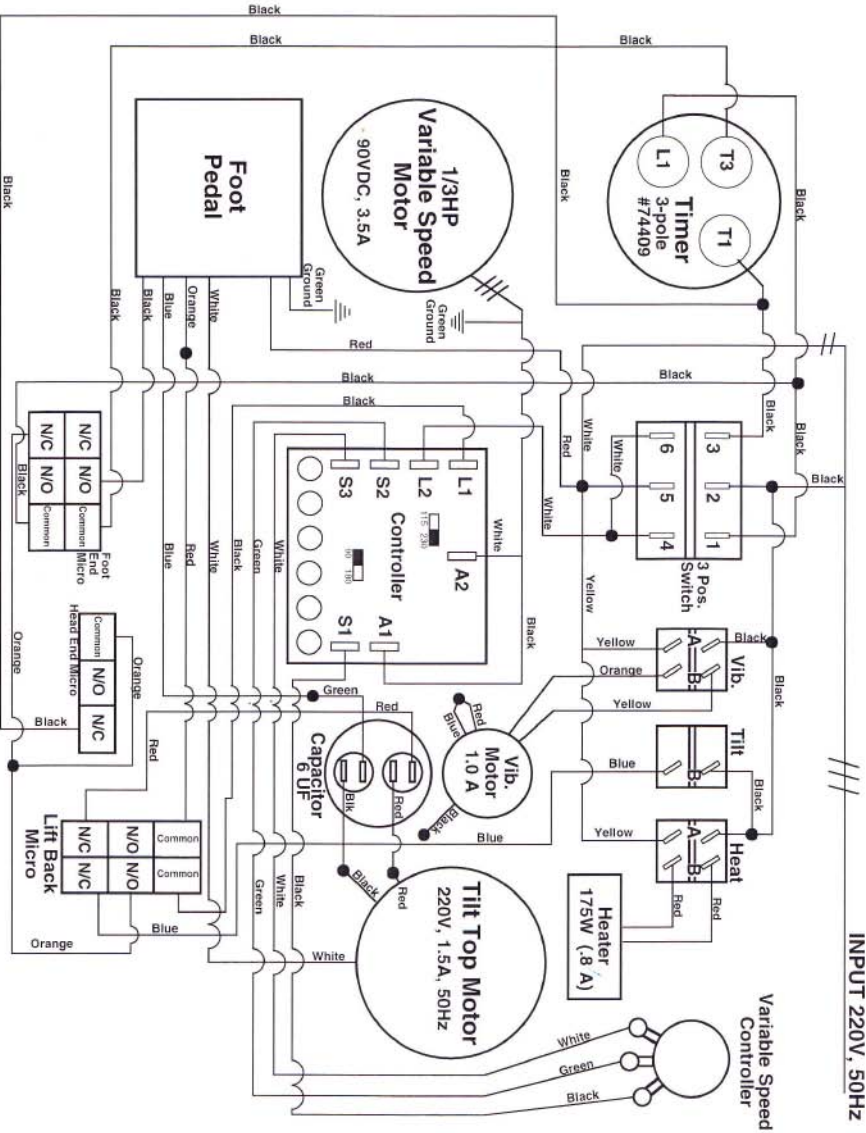 INPUT 220V, 50Hz
Black
Black
Black
Black
Black
T3
L1
T1
Timer
3-pole
#74409
1/3HP
Variable Speed
Motor
90VDC, 3.5A
Foot
Pedal
Green
Ground
Green
Ground
Black
Black
Blue
Orange
White
Red
Black
Black
Black
Black
Black
White
White
Red
White
3
2
1
6
5
4
3 Pos.
Switch
L1
L2
S2
S3
115 230
90 180
Controller
A2
A1
S1
White
Black
N/C
N/O
Common
N/C
N/O
Common
Foot
End
Micro
Black
Head End Micro
Common
N/O
N/C
Orange
Orange
Black
Blue
Red
White
Black
Green
White
Yellow
Yellow
Orange
Yellow
Black
A
B
Vib.
Black
Tilt
B
Blue
Black
Heat
A
B
Yellow
Red
Red
Heater
175W (.8 A)
Vib.
Motor
1.0 A
Red
Blue
Black
Green
Red
Capacitor
6 UF
Blk
Red
Black
Red
Red
Blue
Lift Back
Micro
N/C
N/O
Common
N/C
N/O
Common
Orange
Blue
Green
White
Black
White
Tilt Top Motor
220V, 1.5A, 50Hz
White
Green
Black
Variable Speed
Controller